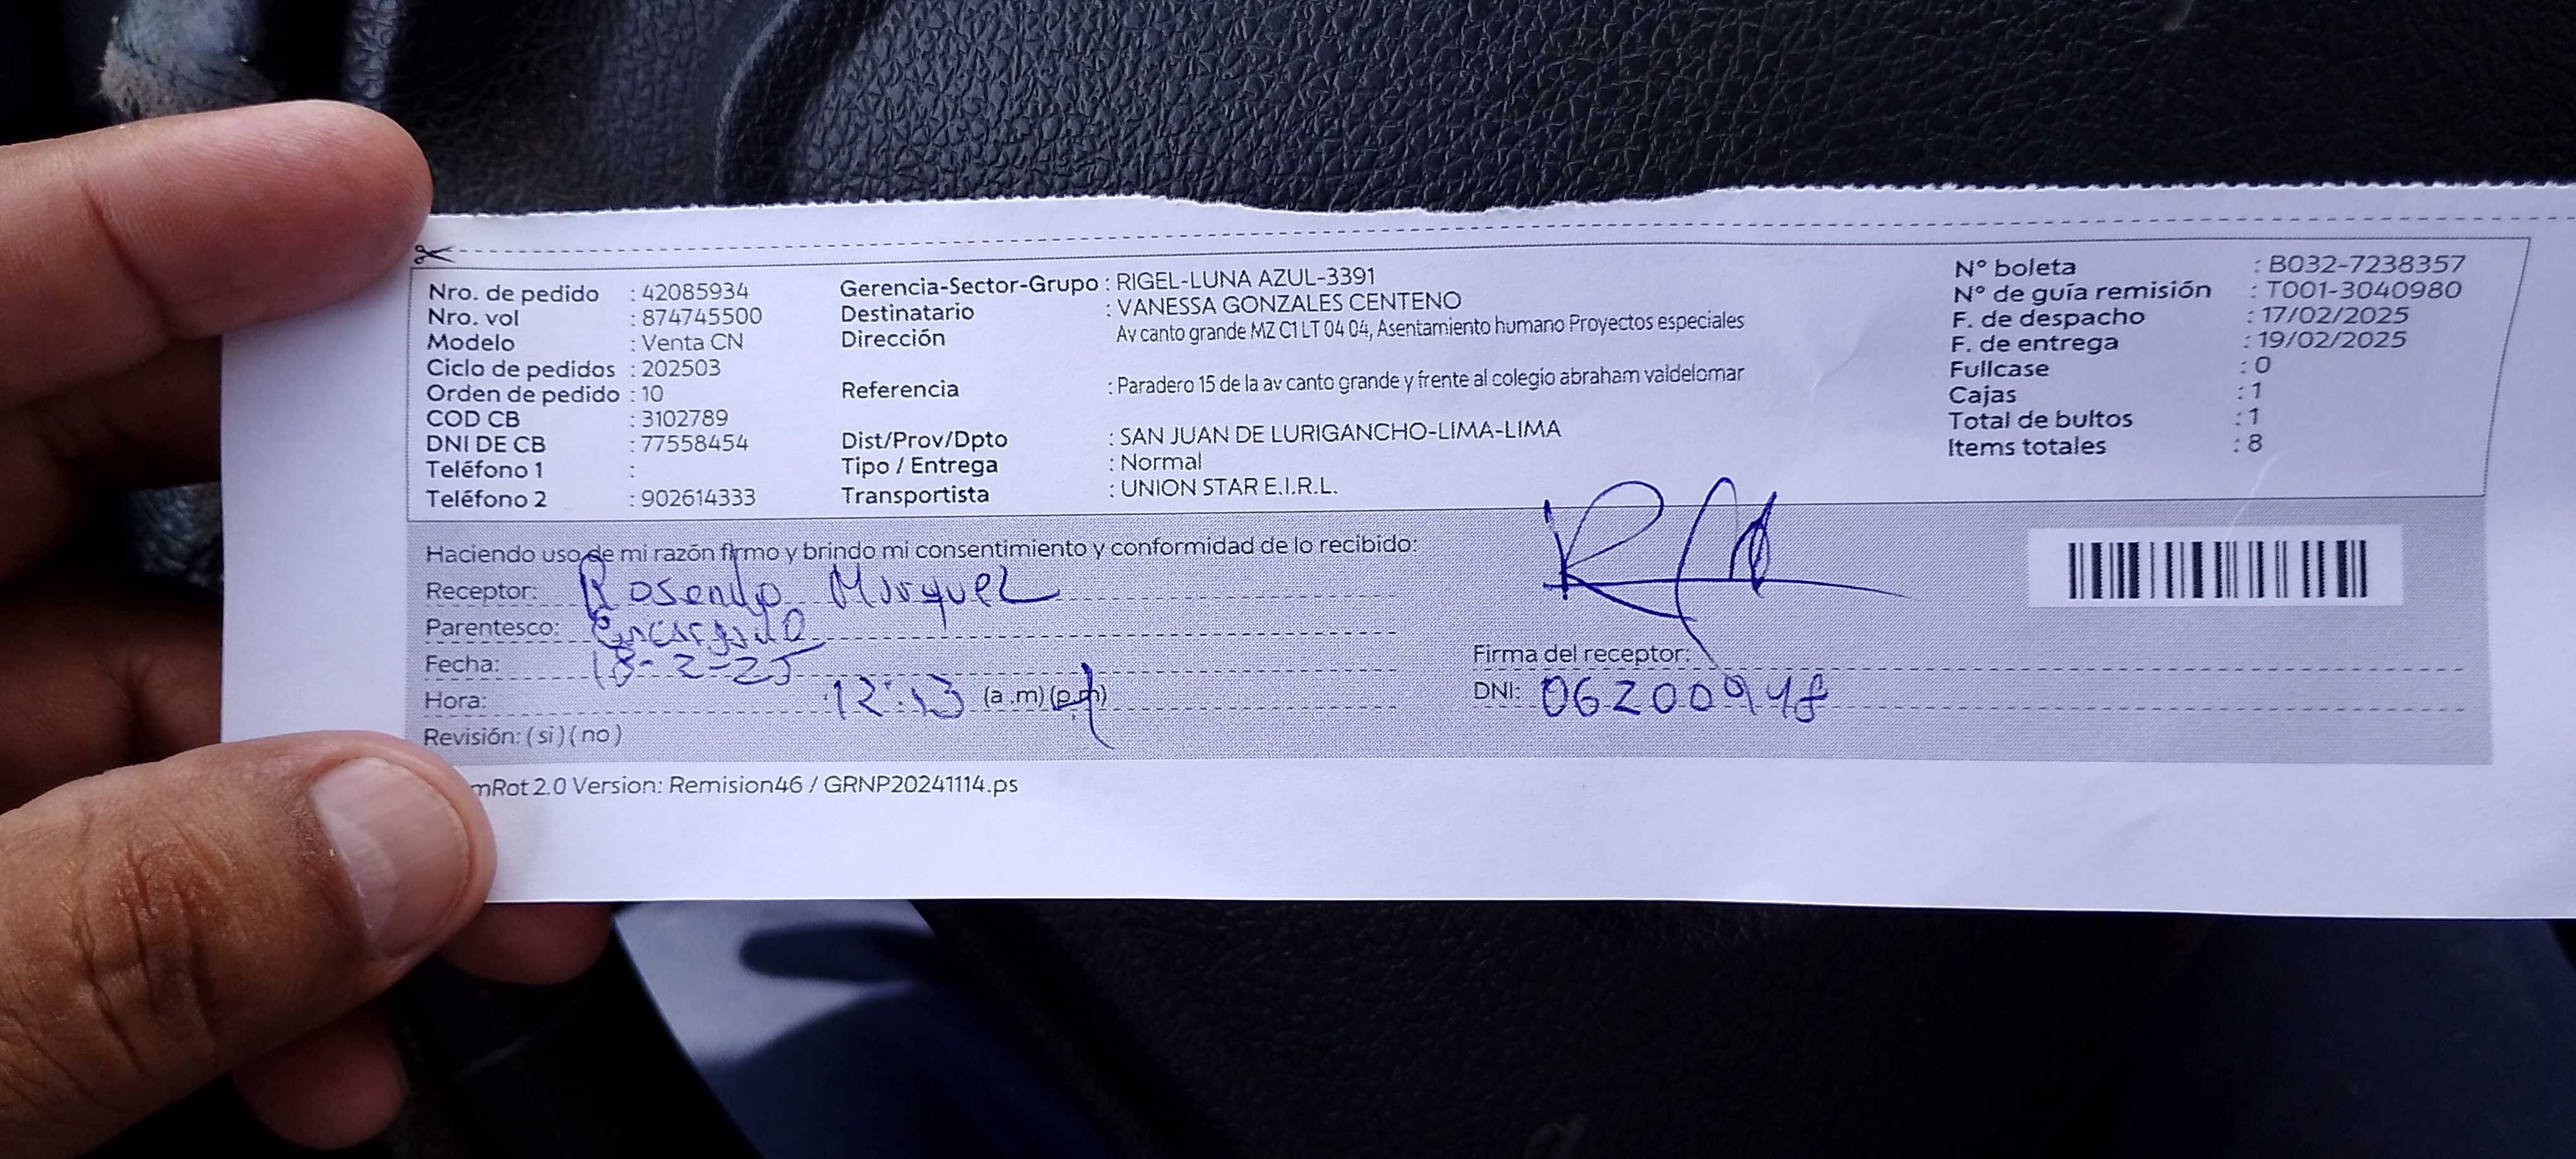 Nro. de pedido : 42085934
Nro. vol : 874745500
Modelo : Venta CN
Ciclo de pedidos : 202503
Orden de pedido : 10
COD CB : 3102789
DNI DE CB : 77558454
Teléfono 1 :
Teléfono 2 : 902614333
Gerencia-Sector-Grupo : RIGEL-LUNA AZUL-3391
Destinatario : VANESSA GONZALES CENTENO
Dirección Av canto grande MZ C1 LT 04 04, Asentamiento humano Proyectos especiales
Referencia : Paradero 15 de la av canto grande y frente al colegio abraham valdelomar
Dist/Prov/Dpto : SAN JUAN DE LURIGANCHO-LIMA-LIMA
Tipo / Entrega : Normal
Transportista : UNION STAR E.I.R.L.
N° boleta : B032-7238357
N° de guía remisión : T001-3040980
F. de despacho : 17/02/2025
F. de entrega : 19/02/2025
Fullcase : 0
Cajas : 1
Total de bultos : 1
Items totales : 8
Haciendo uso de mi razón firmo y brindo mi consentimiento y conformidad de lo recibido:
Receptor: Rosendo
Parentesco: encargado
Fecha: 18-2-25
Hora: 12:13 (a.m) (p.m)
Revisión: ( si ) ( no )
Firma del receptor:
DNI: 06200948
mRot 2.0 Version: Remision46 / GRNP20241114.ps